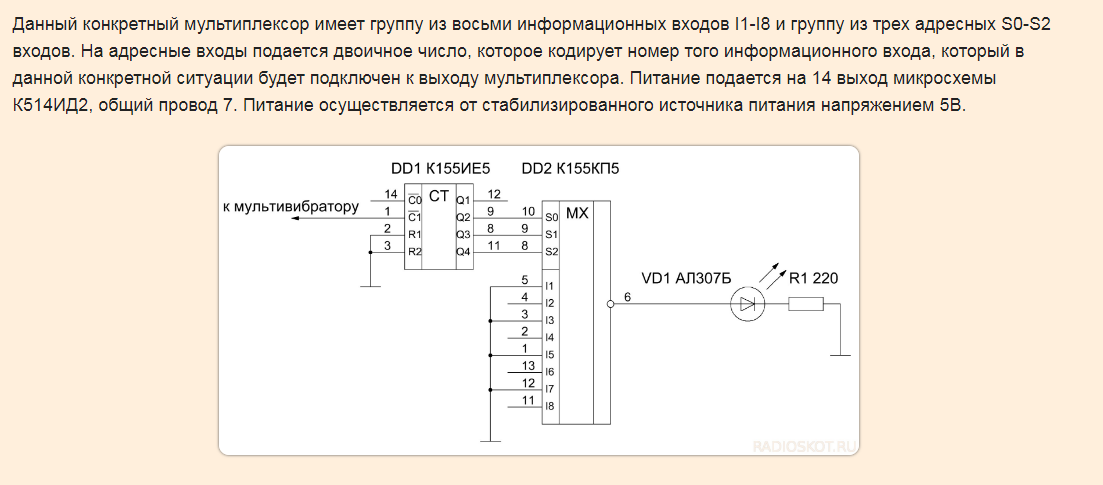 Данный конкретный мультиплексор имеет группу из восьми информационных входов I1-I8 и группу из трех адресных S0-S2
входов. На адресные входы подается двоичное число, которое кодирует номер того информационного входа, который в
данной конкретной ситуации будет подключен к выходу мультиплексора. Питание подается на 14 выход микросхемы
К514ИД2, общий провод 7. Питание осуществляется от стабилизированного источника питания напряжением 5В.
DD1 К155ИЕ5 DD2 К155КП5
14 C0 CT Q1 12
к мультивибратору 1 C1 Q2 9 10 S0 MX
2 R1 Q3 8 9 S1
3 R2 Q4 11 8 S2
5 I1
4 I2
3 I3
2 I4
1 I5
13 I6
12 I7
11 I8
6
VD1 АЛ307Б R1 220
RADIOSKOT.RU